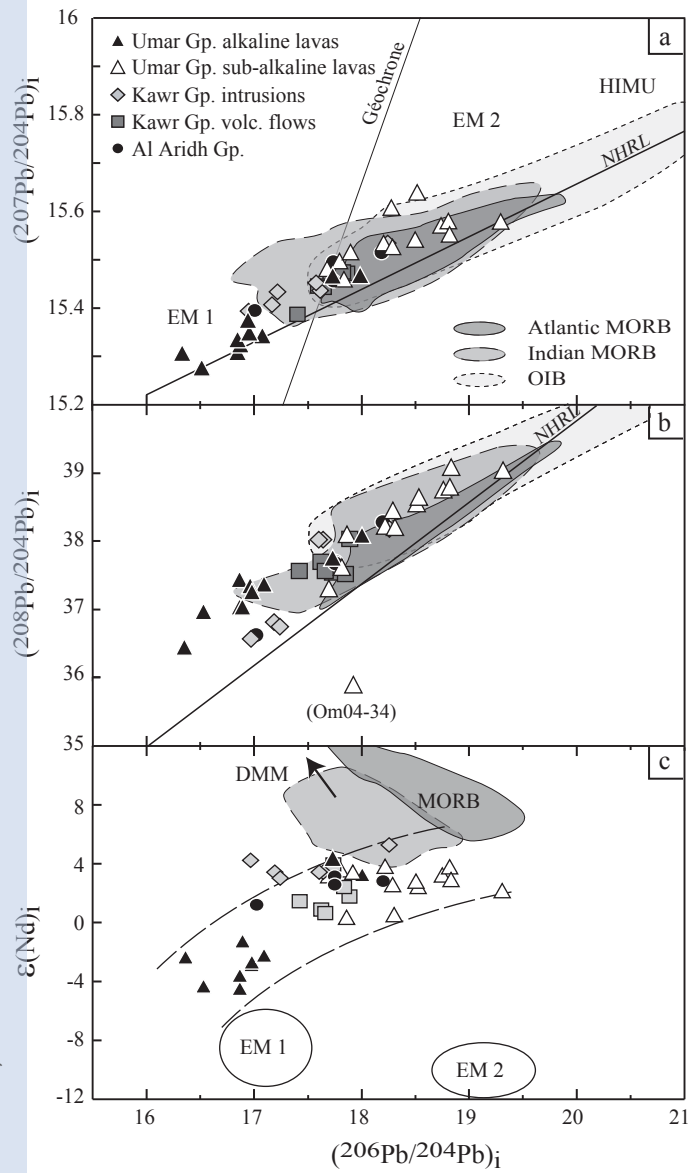 16
a
Umar Gp. alkaline lavas
Umar Gp. sub-alkaline lavas
Kawr Gp. intrusions
Kawr Gp. volc. flows
Al Aridh Gp.
Géochrone
EM 2
HIMU
NHRL
15.8
15.6
15.4
15.2
(207Pb/204Pb)i
EM 1
Atlantic MORB
Indian MORB
OIB
b
NHRL
39
38
37
36
35
(208Pb/204Pb)i
(Om04-34)
c
DMM
MORB
8
4
0
-4
-8
-12
ε(Nd)i
EM 1
EM 2
16 17 18 19 20 21
(206Pb/204Pb)i